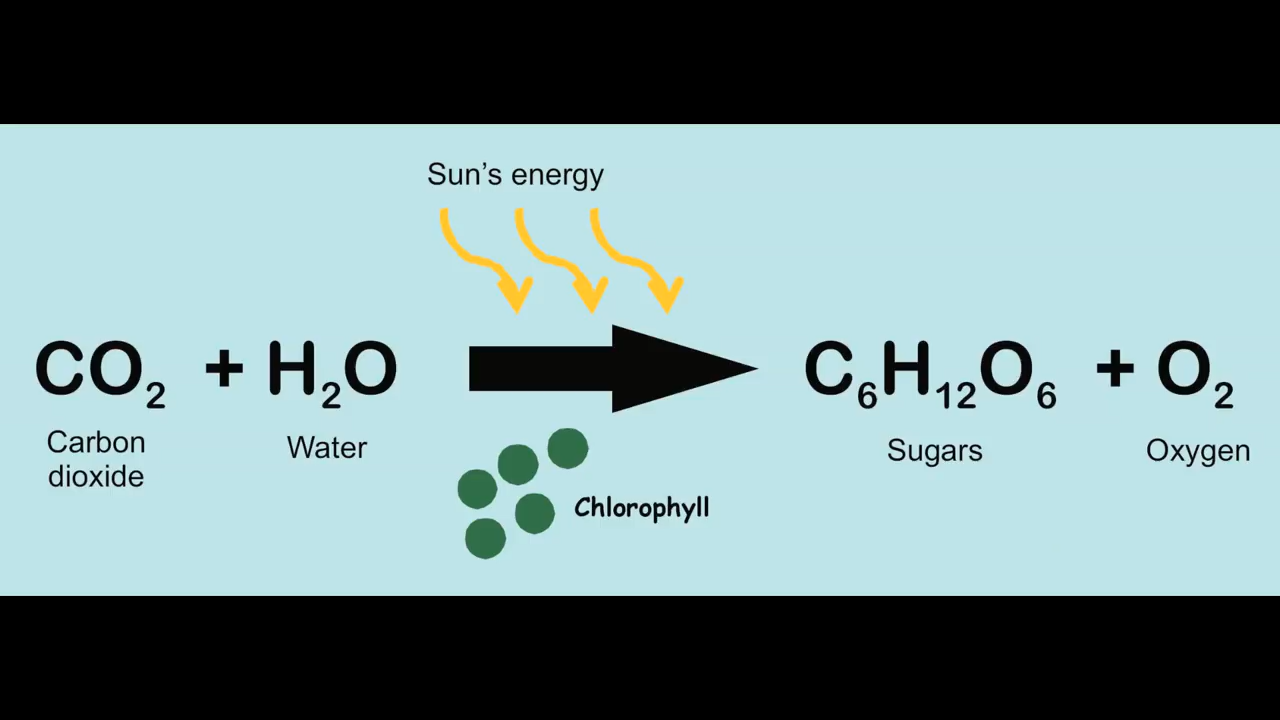 Sun’s energy
CO₂ + H₂O C₆H₁₂O₆ + O₂
Carbon
dioxide
Water
Sugars
Oxygen
Chlorophyll